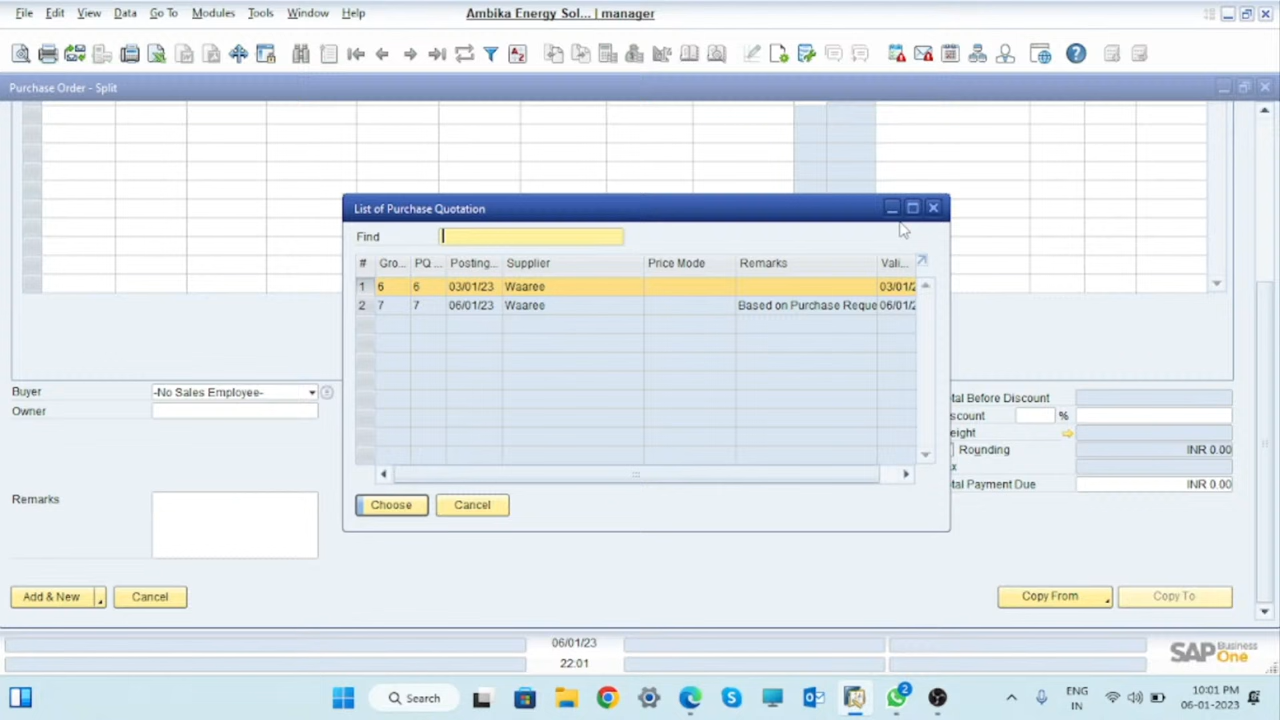 File Edit View Data Go To Modules Tools Window Help Ambika Energy Sol... | manager
Purchase Order - Split
List of Purchase Quotation
Find
# Gro... PQ ... Posting... Supplier Price Mode Remarks Vali...
1 6 6 03/01/23 Waaree 03/01/2
2 7 7 06/01/23 Waaree Based on Purchase Reque 06/01/2
Buyer -No Sales Employee-
Owner
otal Before Discount
scount %
eight
Rounding INR 0.00
x
otal Payment Due INR 0.00
Remarks
Choose Cancel
Add & New Cancel Copy From Copy To
06/01/23
22:01
SAP Business One
Search
2
ENG
IN
10:01 PM
06-01-2023